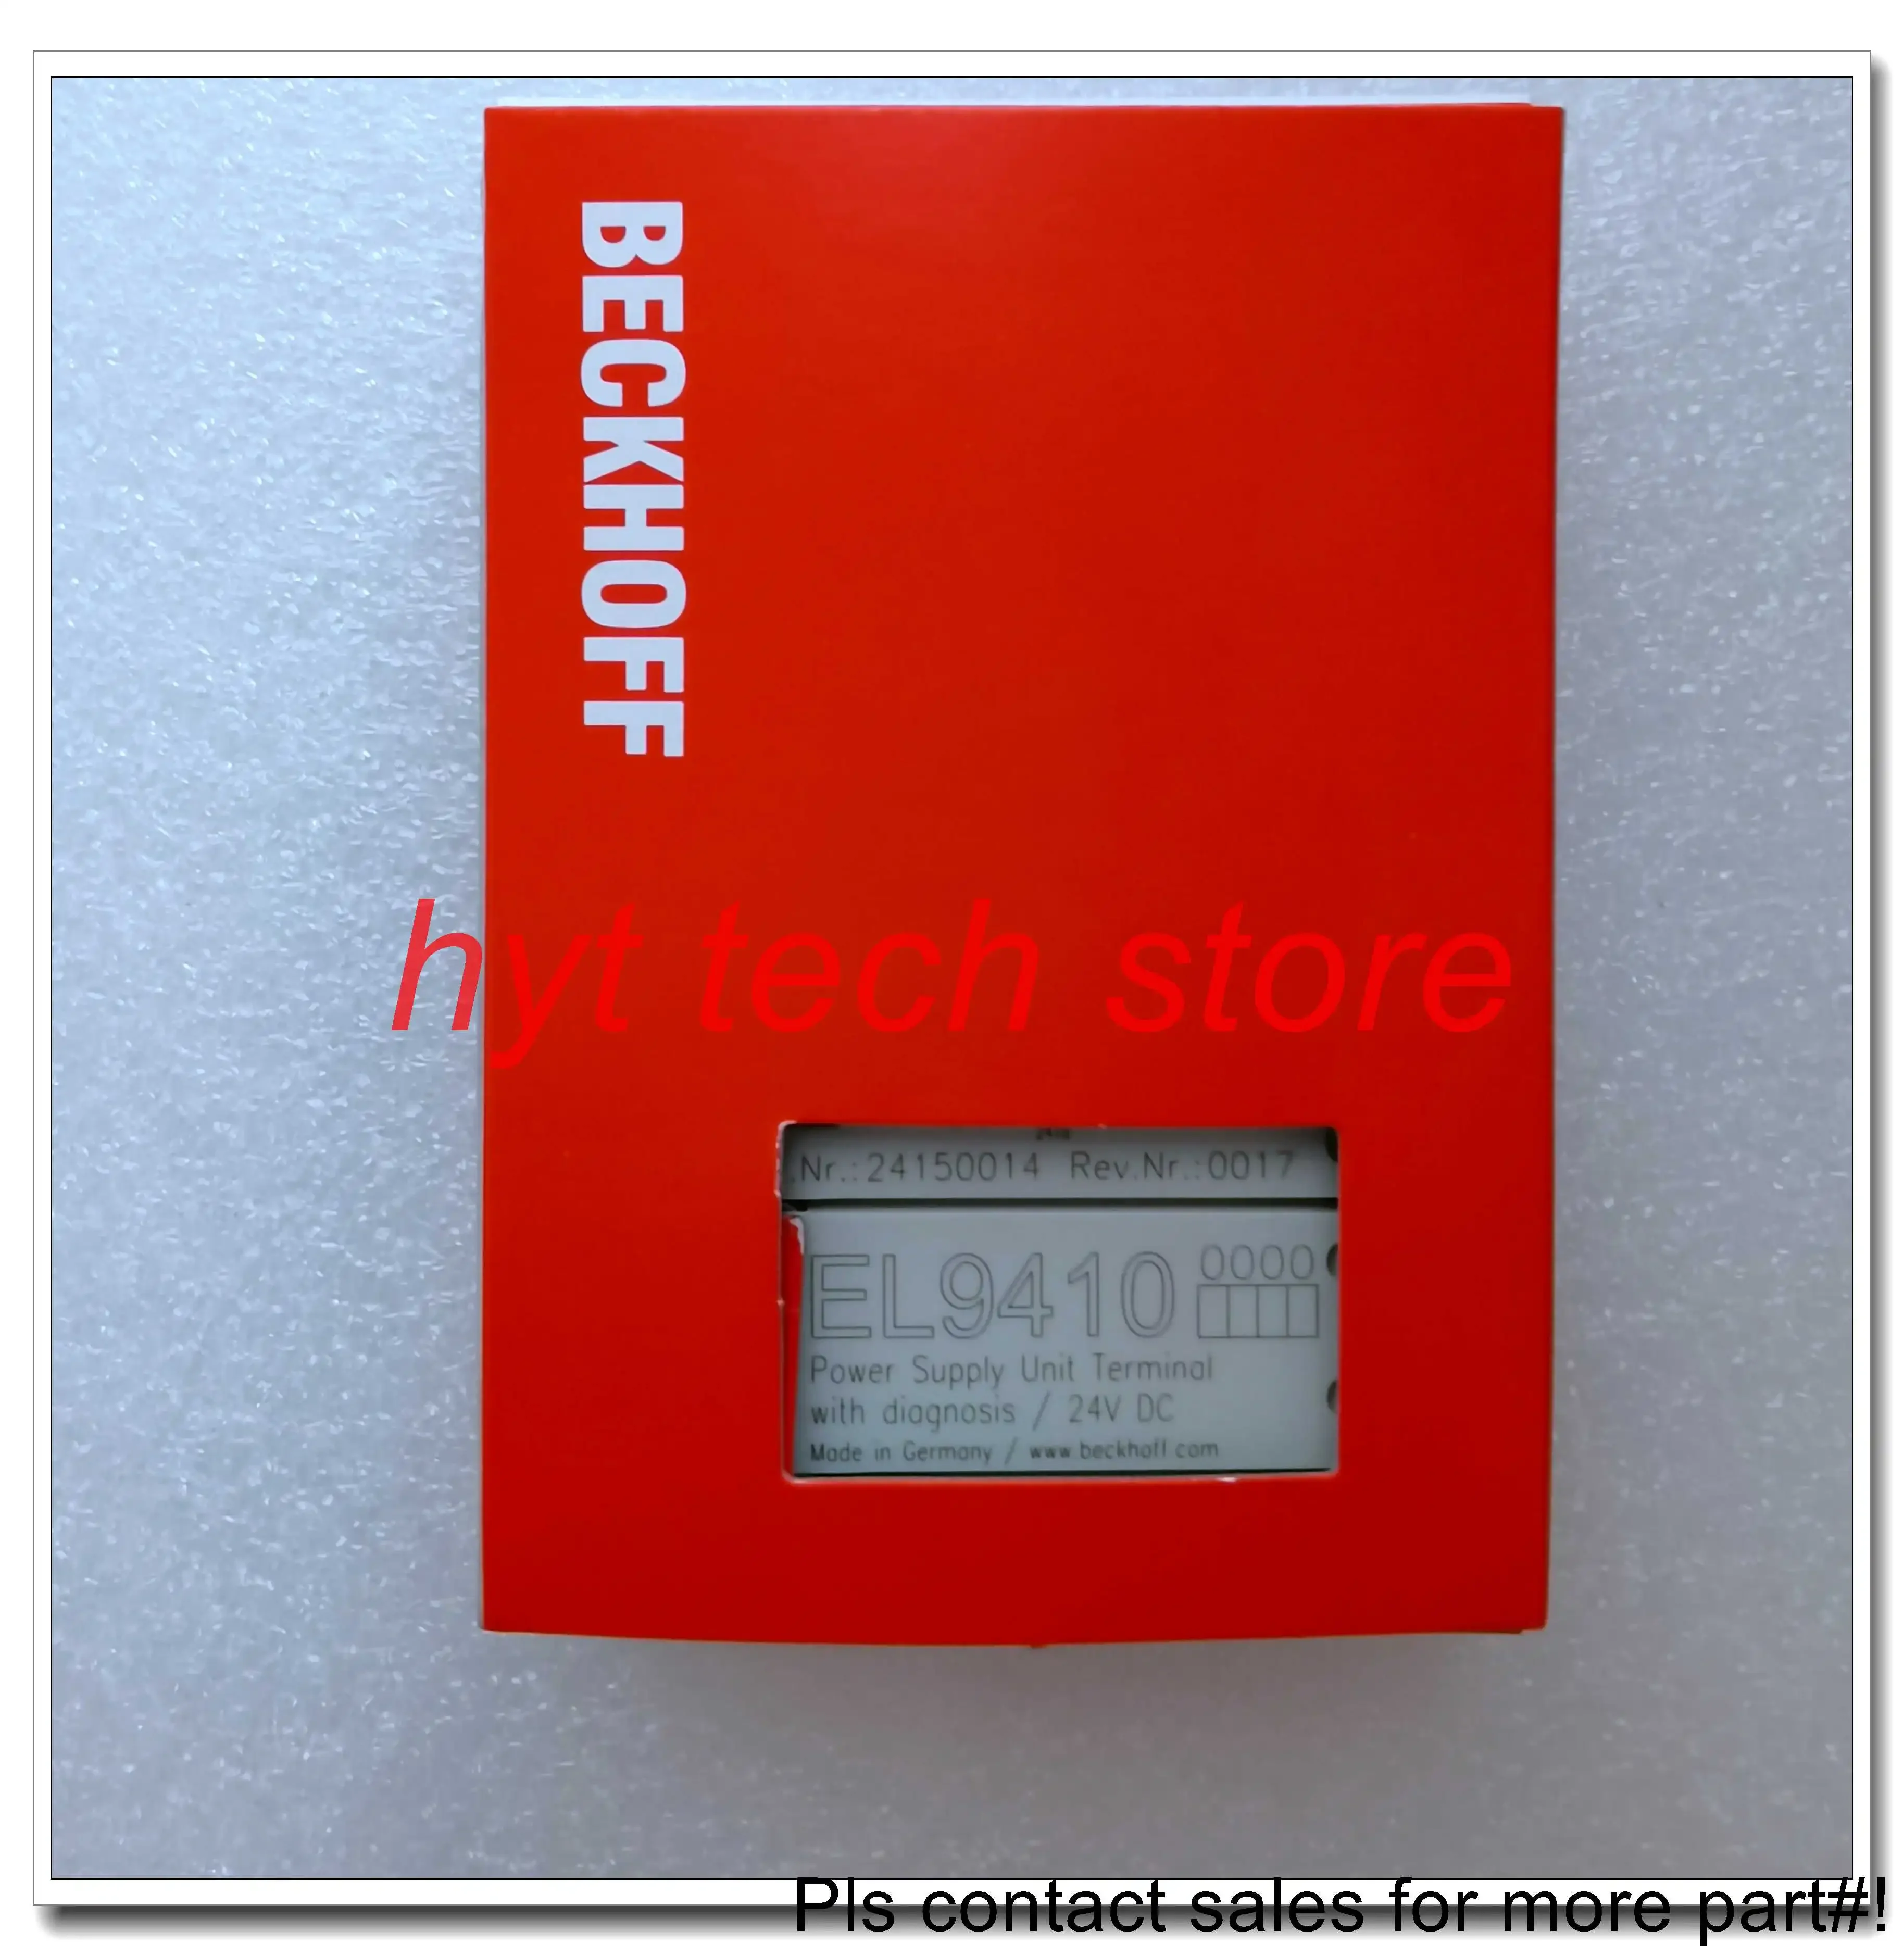 BECKHOFF
hyt tech store
.Nr.:24150014 Rev.Nr.:0017
EL9410 0000
Power Supply Unit Terminal
with diagnosis / 24V DC
Made in Germany / www.beckhoff.com
Pls contact sales for more part#!